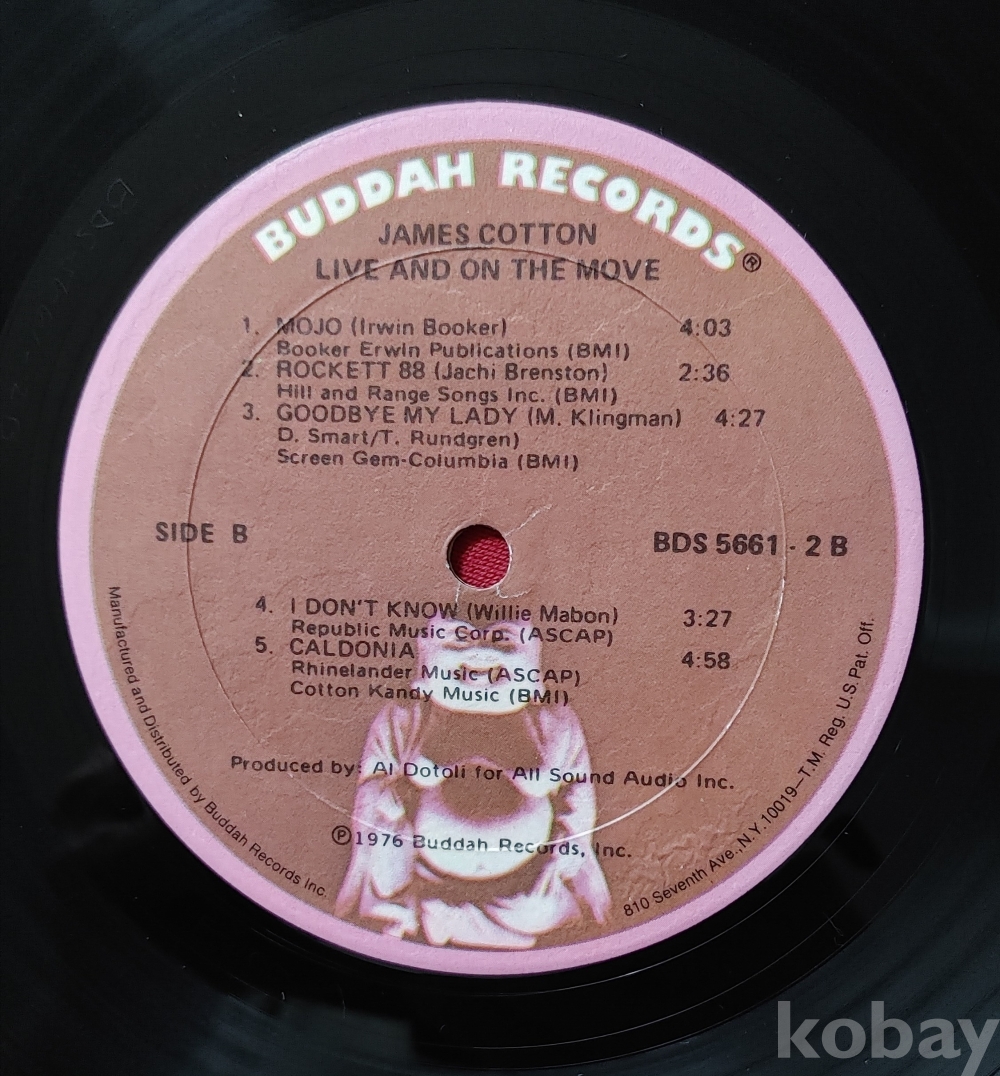 BUDDAH RECORDS®
JAMES COTTON
LIVE AND ON THE MOVE
1. MOJO (Irwin Booker) 4:03
Booker Erwin Publications (BMI)
2. ROCKETT 88 (Jachi Brenston) 2:36
Hill and Range Songs Inc. (BMI)
3. GOODBYE MY LADY (M. Klingman) 4:27
D. Smart/T. Rundgren)
Screen Gem-Columbia (BMI)
SIDE B
BDS 5661 - 2 B
4. I DON'T KNOW (Willie Mabon) 3:27
Republic Music Corp. (ASCAP)
5. CALDONIA 4:58
Rhinelander Music (ASCAP)
Cotton Kandy Music (BMI)
Produced by: Al Dotoli for All Sound Audio Inc.
℗1976 Buddah Records, Inc.
Manufactured and Distributed by Buddah Records Inc.
810 Seventh Ave., N.Y. 10019—T.M. Reg. U.S. Pat. Off.
kobay